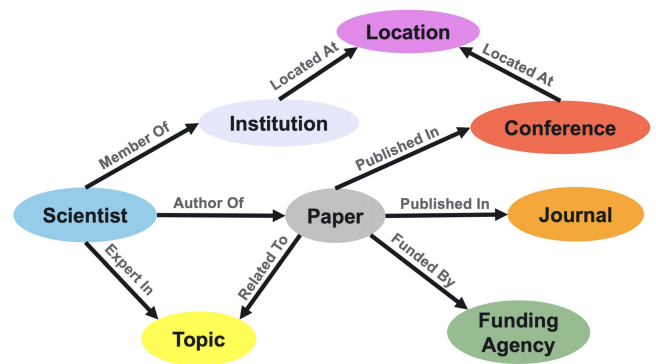 Location
Located At
Located At
Institution
Conference
Member Of
Published In
Scientist
Author Of
Paper
Published In
Journal
Expert In
Related To
Funded By
Topic
Funding
Agency